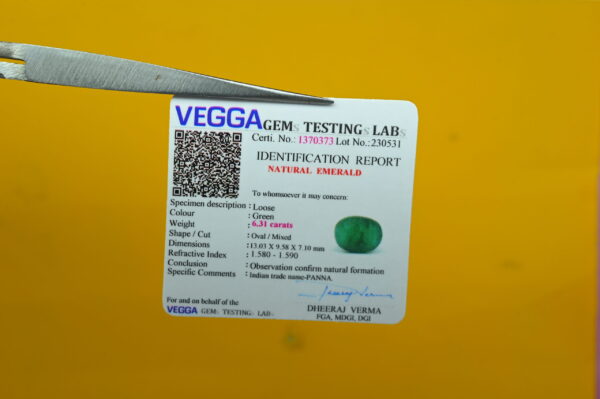 VEGGA GEMs TESTINGs LABs
Certi. No.: 1370373 Lot No.:230531
IDENTIFICATION REPORT
NATURAL EMERALD
To whomsoever it may concern:
Specimen description : Loose
Colour : Green
Weight : 6.31 carats
Shape / Cut : Oval / Mixed
Dimensions : 13.03 X 9.58 X 7.10 mm
Refractive Index : 1.580 - 1.590
Conclusion : Observation confirm natural formation
Specific Comments : Indian trade name-PANNA.
For and on behalf of the
VEGGA GEMs TESTINGs LABs
DHEERAJ VERMA
FGA, MDGI, DGI